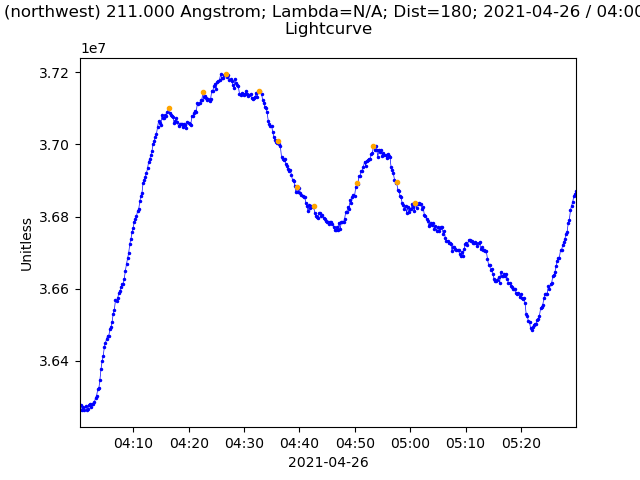 (northwest) 211.000 Angstrom; Lambda=N/A; Dist=180; 2021-04-26 / 04:00
Lightcurve
1e7
3.72
3.70
3.68
3.66
3.64
Unitless
04:10 04:20 04:30 04:40 04:50 05:00 05:10 05:20
2021-04-26